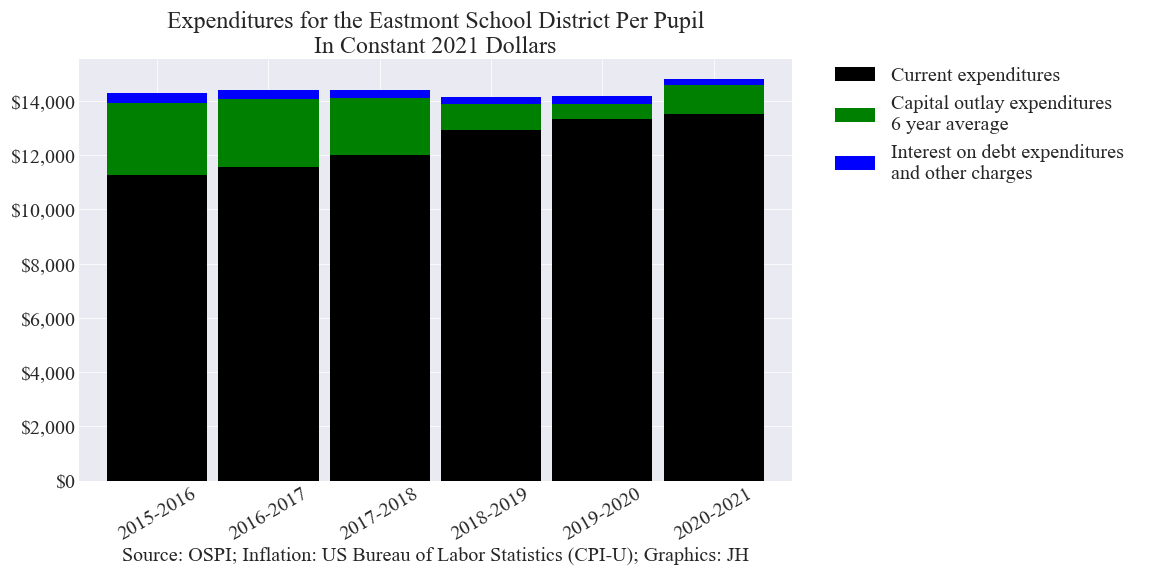 Expenditures for the Eastmont School District Per Pupil
In Constant 2021 Dollars
Current expenditures
Capital outlay expenditures
6 year average
Interest on debt expenditures
and other charges
$14,000
$12,000
$10,000
$8,000
$6,000
$4,000
$2,000
$0
2015-2016
2016-2017
2017-2018
2018-2019
2019-2020
2020-2021
Source: OSPI; Inflation: US Bureau of Labor Statistics (CPI-U); Graphics: JH